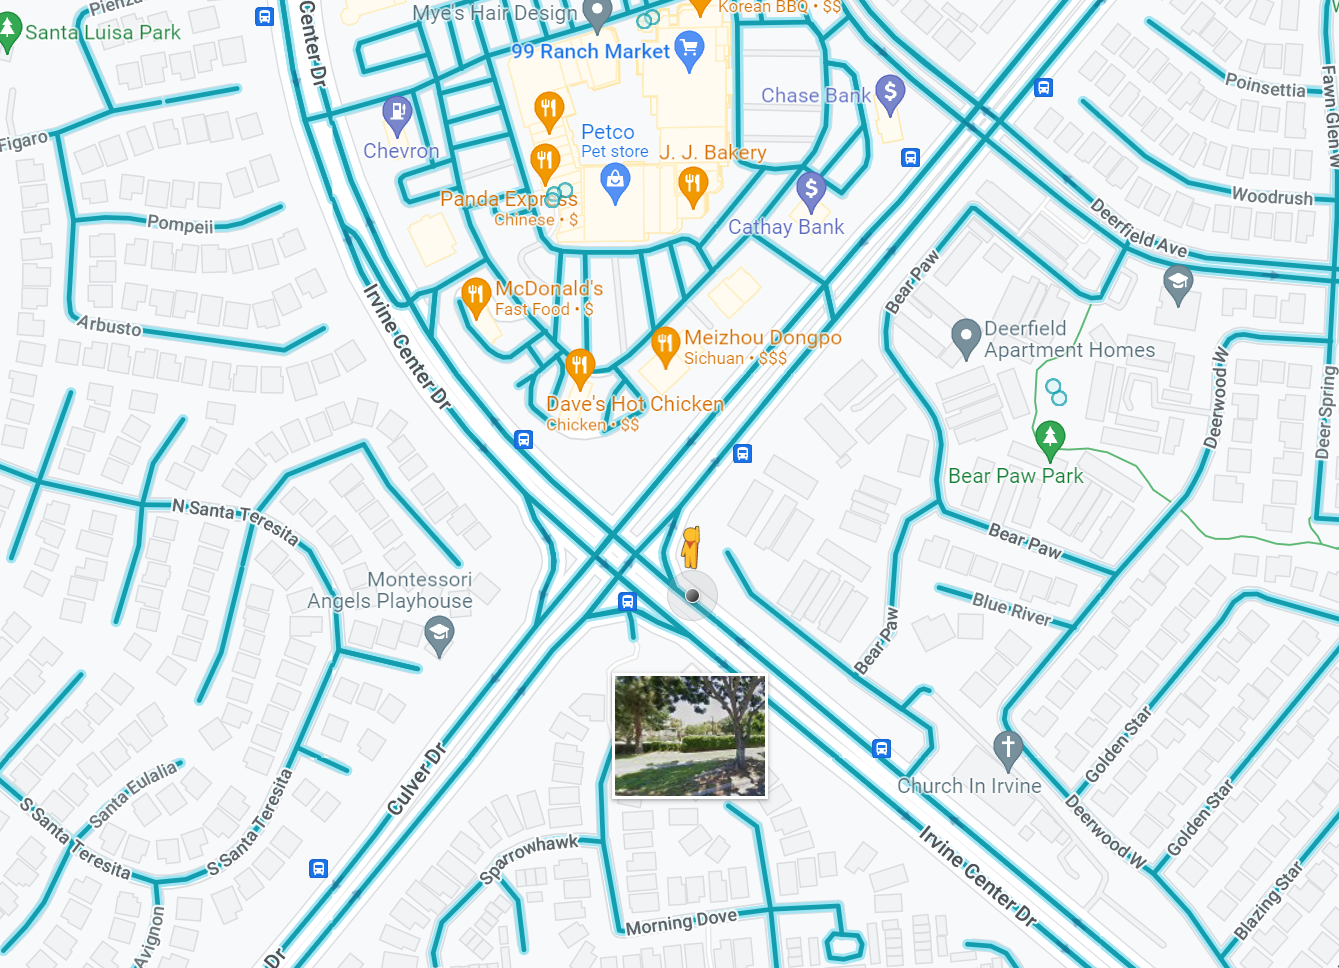 Pienza
Center Dr
Mye's Hair Design
Korean BBQ • $$
Santa Luisa Park
99 Ranch Market
Chase Bank
Poinsettia
Fawn Glen W
Figaro
Chevron
Petco
Pet store
J. J. Bakery
Panda Express
Chinese • $
Woodrush
Pompeii
Cathay Bank
Deerfield Ave
Bear Paw
McDonald's
Fast Food • $
Arbusto
Irvine Center Dr
Meizhou Dongpo
Sichuan • $$$
Deerfield
Apartment Homes
Deerwood W
Deer Spring
Dave's Hot Chicken
Chicken • $$
Bear Paw Park
N Santa Teresita
Bear Paw
Montessori
Angels Playhouse
Blue River
Bear Paw
Golden Star
Church In Irvine
Culver Dr
Santa Eulalia
S Santa Teresita
S Santa Teresita
Golden Star
Deerwood W
Sparrowhawk
Irvine Center Dr
Morning Dove
Blazing Star
Avignon
Dr